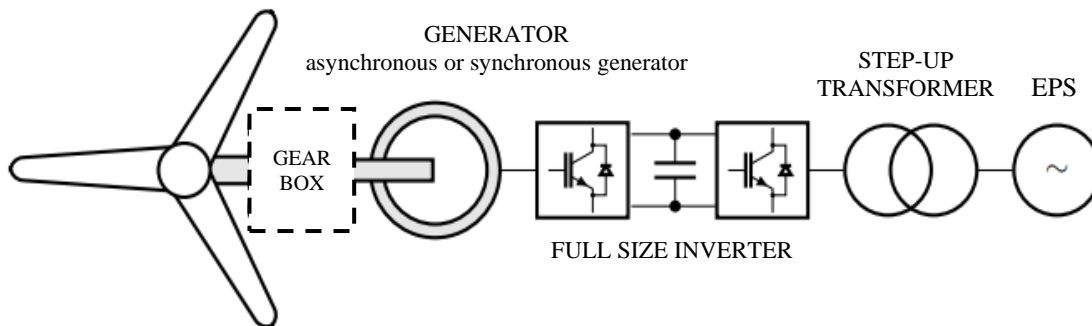 GENERATOR
asynchronous or synchronous generator
STEP-UP
TRANSFORMER
EPS
GEAR
BOX
~
FULL SIZE INVERTER